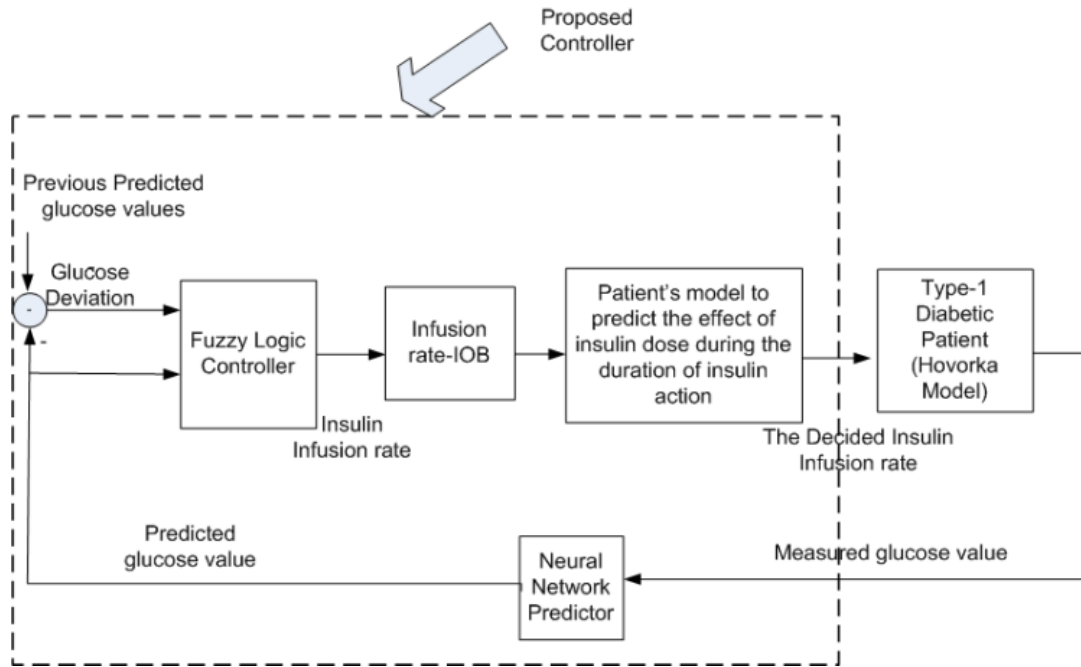 Proposed
Controller
Previous Predicted
glucose values
Glucose
Deviation
-
-
Fuzzy Logic
Controller
Insulin
Infusion rate
Infusion
rate-IOB
Patient's model to
predict the effect of
insulin dose during the
duration of insulin
action
The Decided Insulin
Infusion rate
Type-1
Diabetic
Patient
(Hovorka
Model)
Predicted
glucose value
Neural
Network
Predictor
Measured glucose value